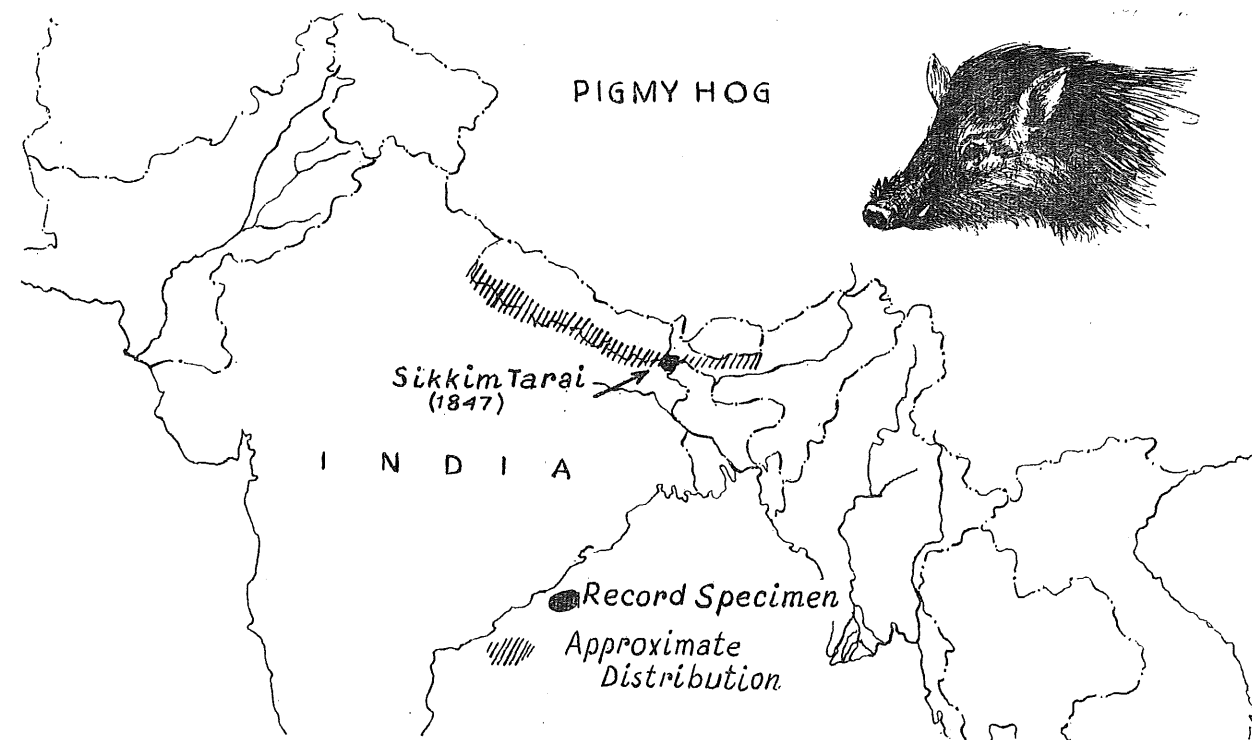 PIGMY HOG
Sikkim Tarai
(1847)
I N D I A
Record Specimen
Approximate
Distribution